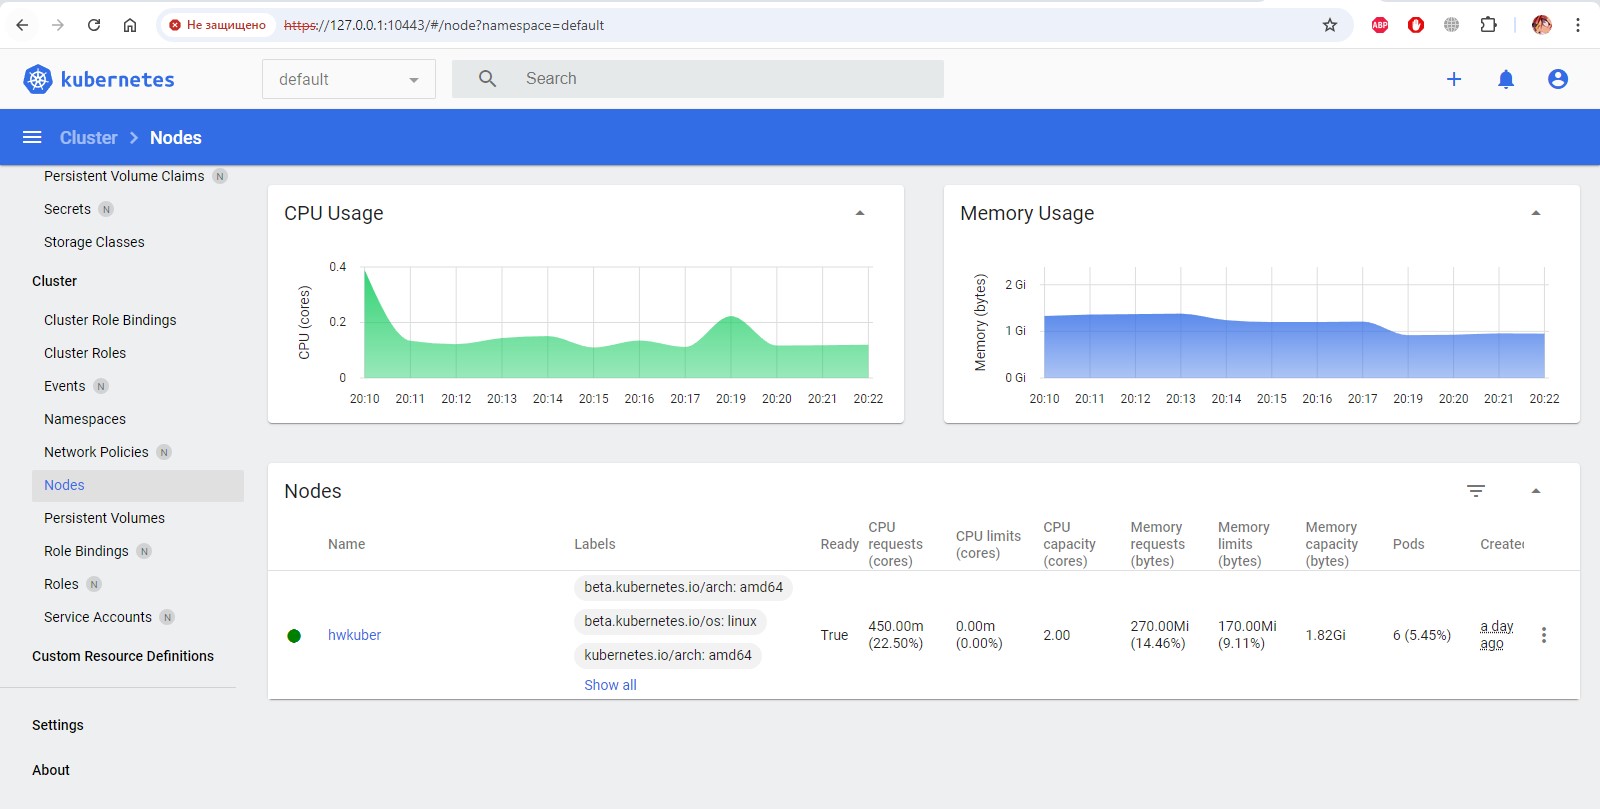 Не защищено
https://127.0.0.1:10443/#/node?namespace=default
ABP
kubernetes
default
Search
Cluster
Nodes
Persistent Volume Claims N
Secrets N
Storage Classes
Cluster
Cluster Role Bindings
Cluster Roles
Events N
Namespaces
Network Policies N
Nodes
Persistent Volumes
Role Bindings N
Roles N
Service Accounts N
Custom Resource Definitions
Settings
About
CPU Usage
CPU (cores)
0.4
0.2
0
20:10 20:11 20:12 20:13 20:14 20:15 20:16 20:17 20:19 20:20 20:21 20:22
Memory Usage
Memory (bytes)
2 Gi
1 Gi
0 Gi
20:10 20:11 20:12 20:13 20:14 20:15 20:16 20:17 20:19 20:20 20:21 20:22
Nodes
Name
Labels
Ready
CPU
requests
(cores)
CPU limits
(cores)
CPU
capacity
(cores)
Memory
requests
(bytes)
Memory
limits
(bytes)
Memory
capacity
(bytes)
Pods
Created
hwkuber
beta.kubernetes.io/arch: amd64
beta.kubernetes.io/os: linux
kubernetes.io/arch: amd64
Show all
True
450.00m
(22.50%)
0.00m
(0.00%)
2.00
270.00Mi
(14.46%)
170.00Mi
(9.11%)
1.82Gi
6 (5.45%)
a day
ago